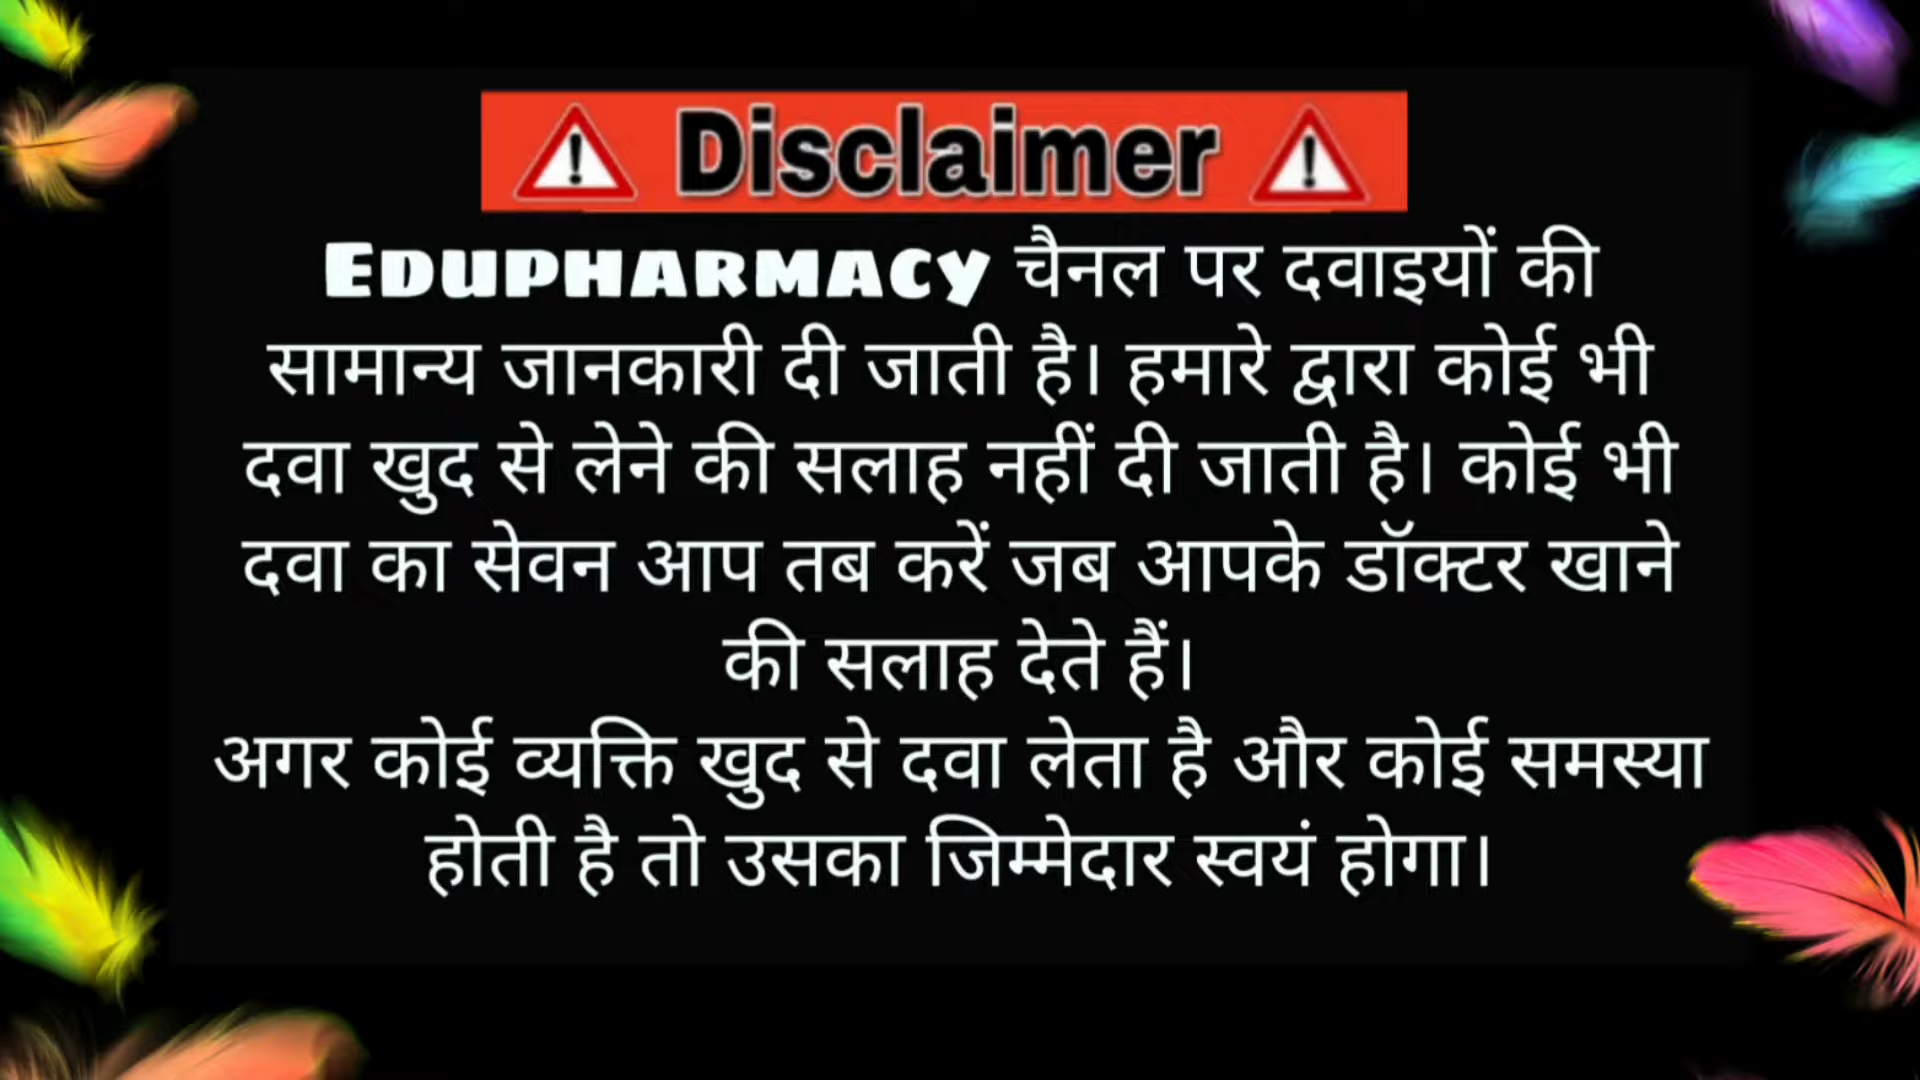 Disclaimer
Edupharmacy चैनल पर दवाइयों की
सामान्य जानकारी दी जाती है। हमारे द्वारा कोई भी
दवा खुद से लेने की सलाह नहीं दी जाती है। कोई भी
दवा का सेवन आप तब करें जब आपके डॉक्टर खाने
की सलाह देते हैं।
अगर कोई व्यक्ति खुद से दवा लेता है और कोई समस्या
होती है तो उसका जिम्मेदार स्वयं होगा।